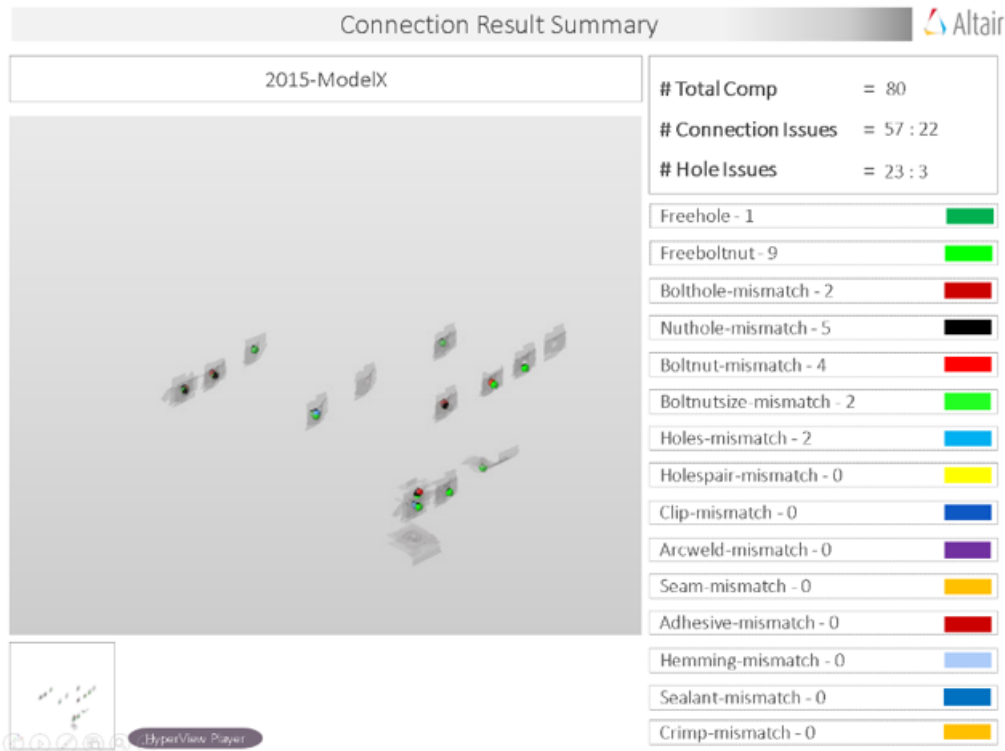 Connection Result Summary
Altair
2015-ModelX
# Total Comp = 80
# Connection Issues = 57 : 22
# Hole Issues = 23 : 3
Freehole - 1
Freeboltnut - 9
Bolthole-mismatch - 2
Nuthole-mismatch - 5
Boltnut-mismatch - 4
Boltnutsize-mismatch - 2
Holes-mismatch - 2
Holespair-mismatch - 0
Clip-mismatch - 0
Arcweld-mismatch - 0
Seam-mismatch - 0
Adhesive-mismatch - 0
Hemming-mismatch - 0
Sealant-mismatch - 0
Crimp-mismatch - 0
HyperView Player